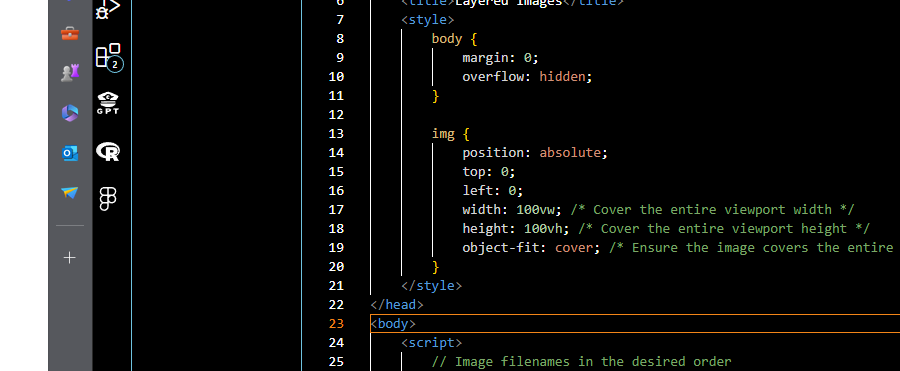 6 <title>Layered Images</title>
7 <style>
8 body {
9 margin: 0;
10 overflow: hidden;
11 }
12
13 img {
14 position: absolute;
15 top: 0;
16 left: 0;
17 width: 100vw; /* Cover the entire viewport width */
18 height: 100vh; /* Cover the entire viewport height */
19 object-fit: cover; /* Ensure the image covers the entire
20 }
21 </style>
22 </head>
23 <body>
24 <script>
25 // Image filenames in the desired order
2
GPT
R